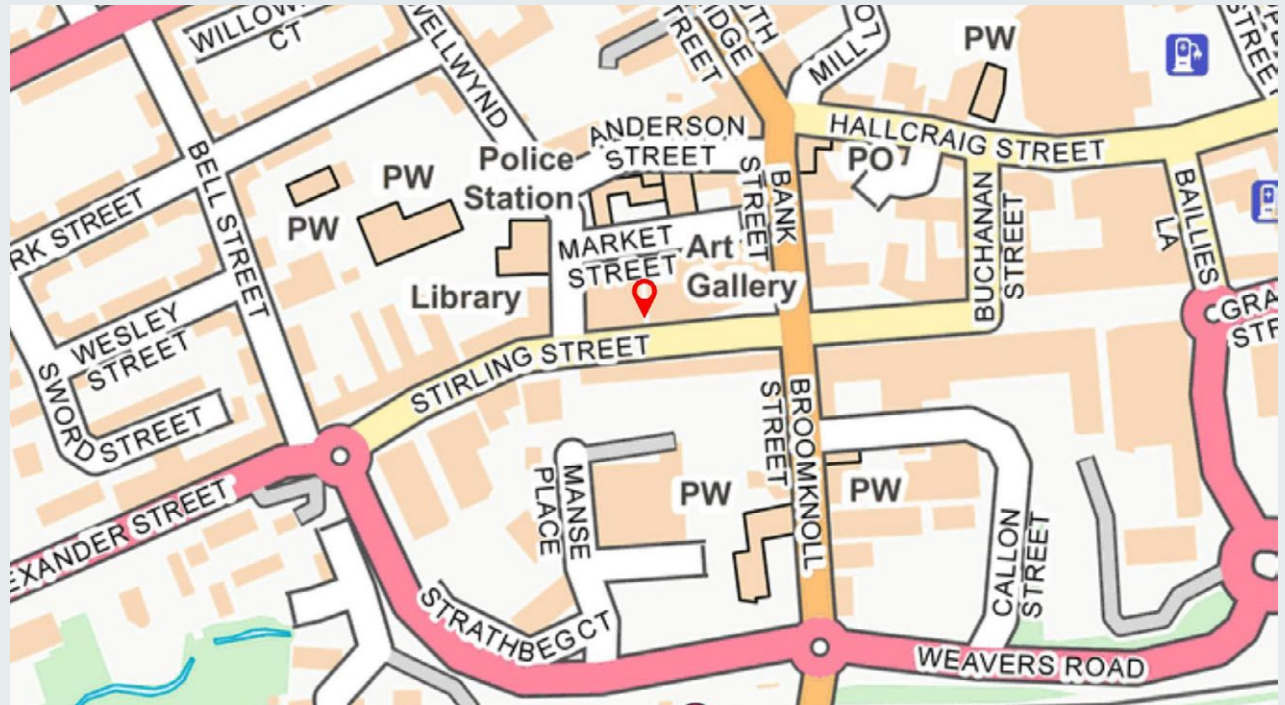 WILLOW
CT
WELLWYND
STREET
MILL LO
PW
ANDERSON
STREET
HALLCRAIG STREET
PO
Police
Station
PW
PW
BELL STREET
BANK
STREET
BUCHANAN
STREET
BAILLIES
LA
RK STREET
MARKET
STREET
Art
Gallery
Library
WESLEY
STREET
STIRLING STREET
GRA
STR
SWORD STREET
BROOMKNOLL
STREET
MANSE
PLACE
PW
PW
CALLON
STREET
EXANDER STREET
STRATHBEG CT
WEAVERS ROAD